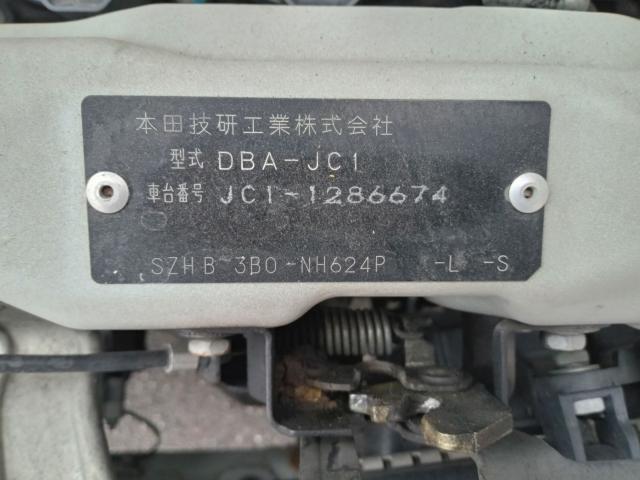 本田技研工業株式会社
型式 DBA-JC1
車台番号 JC1-1286674
SZHB 3B0-NH624P -L -S